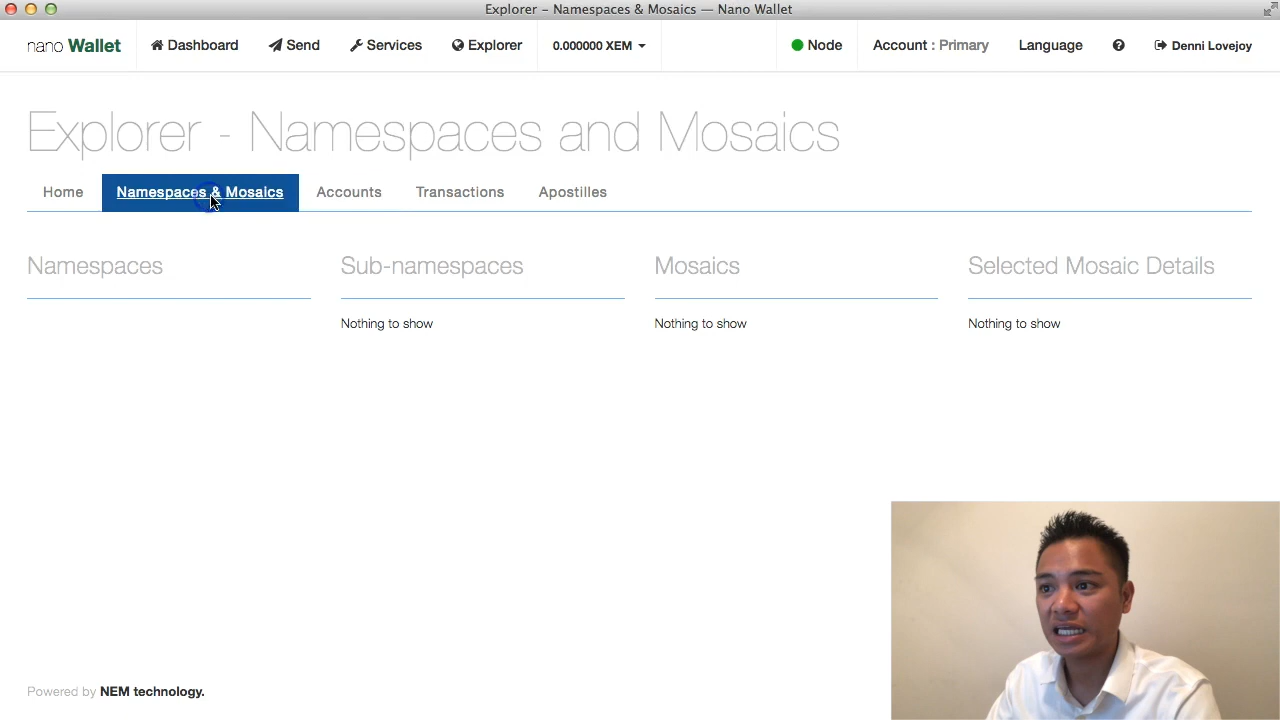 Explorer – Namespaces & Mosaics — Nano Wallet
nano Wallet Dashboard Send Services Explorer 0.000000 XEM Node Account : Primary Language Denni Lovejoy
Explorer - Namespaces and Mosaics
Home Namespaces & Mosaics Accounts Transactions Apostilles
Namespaces Sub-namespaces Mosaics Selected Mosaic Details
Nothing to show Nothing to show Nothing to show
Powered by NEM technology.